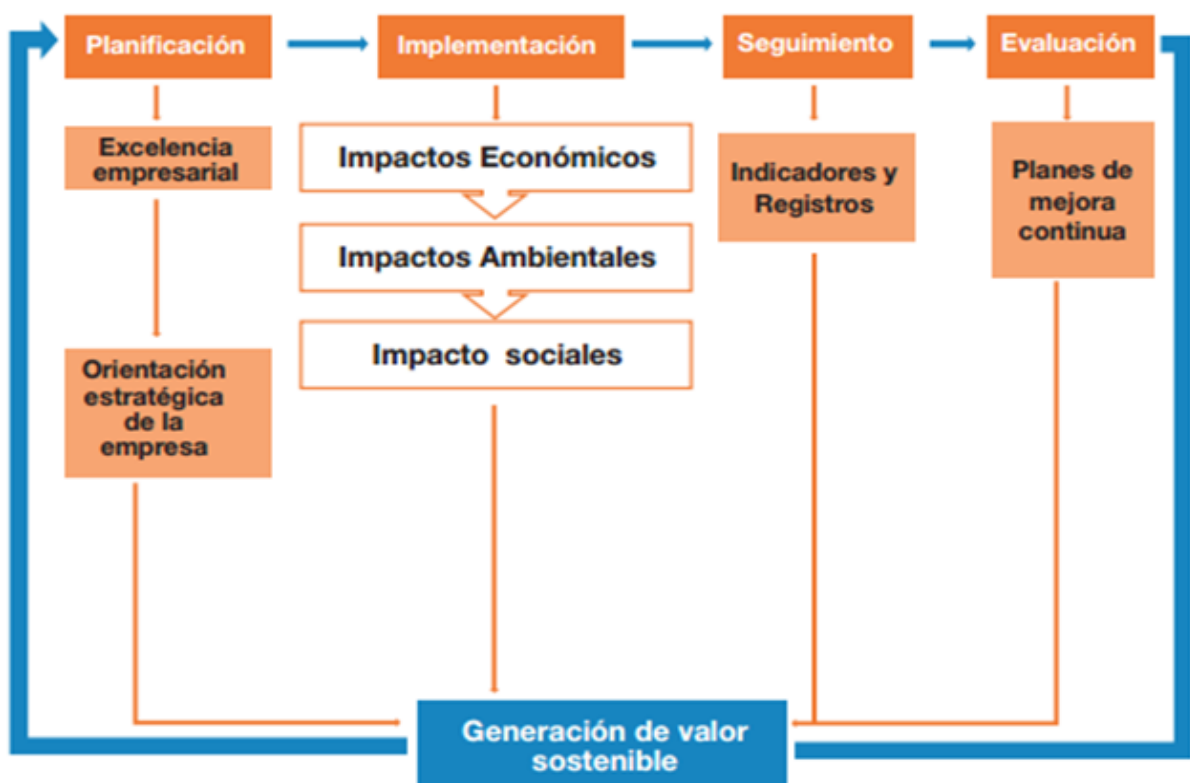 Planificación
Implementación
Seguimiento
Evaluación
Excelencia
empresarial
Orientación
estratégica
de la
empresa
Impactos Económicos
Impactos Ambientales
Impacto sociales
Indicadores y
Registros
Planes de
mejora
continua
Generación de valor
sostenible